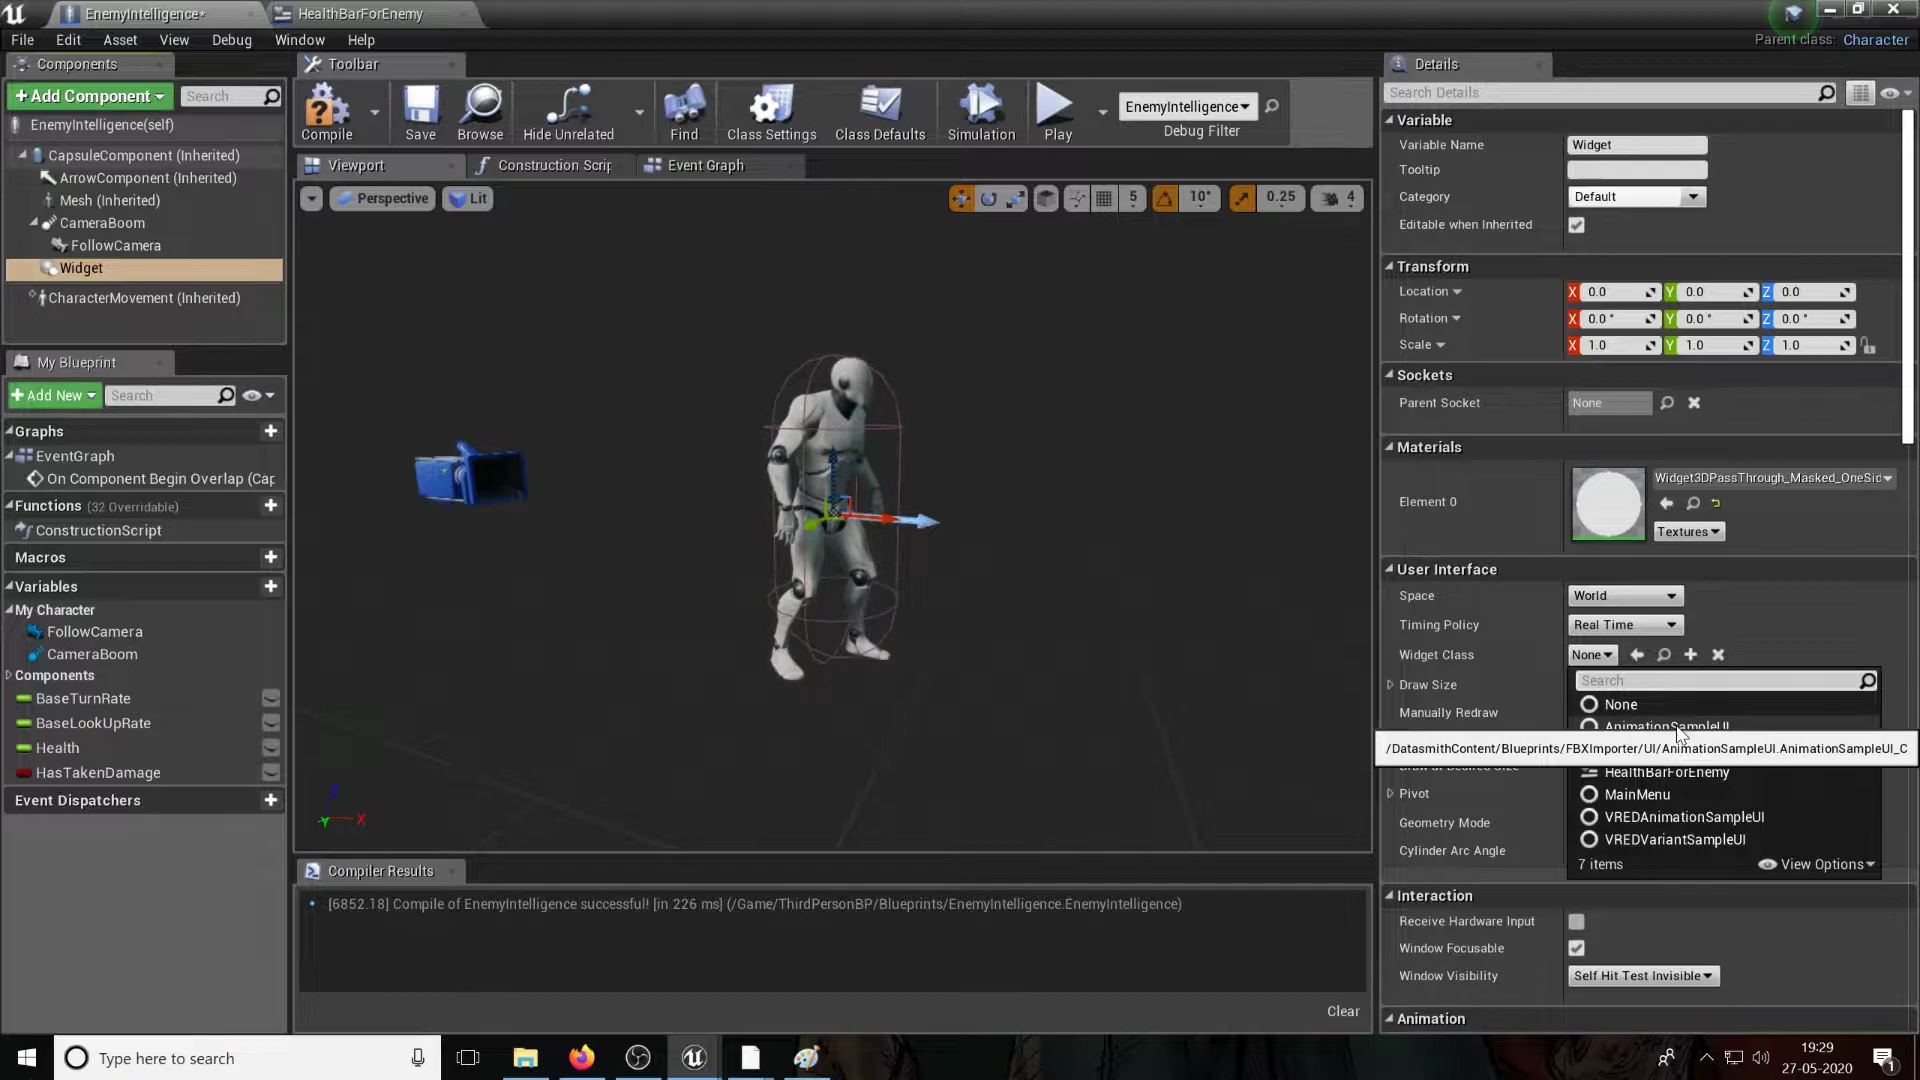 EnemyIntelligence*
HealthBarForEnemy
File Edit Asset View Debug Window Help
Parent class: Character
Components
+Add Component
Search
EnemyIntelligence(self)
CapsuleComponent (Inherited)
ArrowComponent (Inherited)
Mesh (Inherited)
CameraBoom
FollowCamera
Widget
CharacterMovement (Inherited)
My Blueprint
+Add New
Search
Graphs
EventGraph
On Component Begin Overlap (Cap
Functions (32 Overridable)
ConstructionScript
Macros
Variables
My Character
FollowCamera
CameraBoom
Components
BaseTurnRate
BaseLookUpRate
Health
HasTakenDamage
Event Dispatchers
Toolbar
Compile
Save
Browse
Hide Unrelated
Find
Class Settings
Class Defaults
Simulation
Play
EnemyIntelligence
Debug Filter
Viewport
Construction Scrip
Event Graph
Perspective
Lit
5
10°
0.25
4
Z
Y
X
Compiler Results
[6852.18] Compile of EnemyIntelligence successful! [in 226 ms] (/Game/ThirdPersonBP/Blueprints/EnemyIntelligence.EnemyIntelligence)
Clear
Details
Search Details
Variable
Variable Name Widget
Tooltip
Category Default
Editable when Inherited
Transform
Location X 0.0 Y 0.0 Z 0.0
Rotation X 0.0° Y 0.0° Z 0.0°
Scale X 1.0 Y 1.0 Z 1.0
Sockets
Parent Socket None
Materials
Element 0
Widget3DPassThrough_Masked_OneSid
Textures
User Interface
Space World
Timing Policy Real Time
Widget Class None
Draw Size
Manually Redraw
Search
None
AnimationSampleUI
/DatasmithContent/Blueprints/FBXImporter/UI/AnimationSampleUI.AnimationSampleUI_C
HealthBarForEnemy
Pivot
MainMenu
Geometry Mode
VREDAnimationSampleUI
Cylinder Arc Angle
VREDVariantSampleUI
7 items
View Options
Interaction
Receive Hardware Input
Window Focusable
Window Visibility Self Hit Test Invisible
Animation
Type here to search
19:29
27-05-2020
1